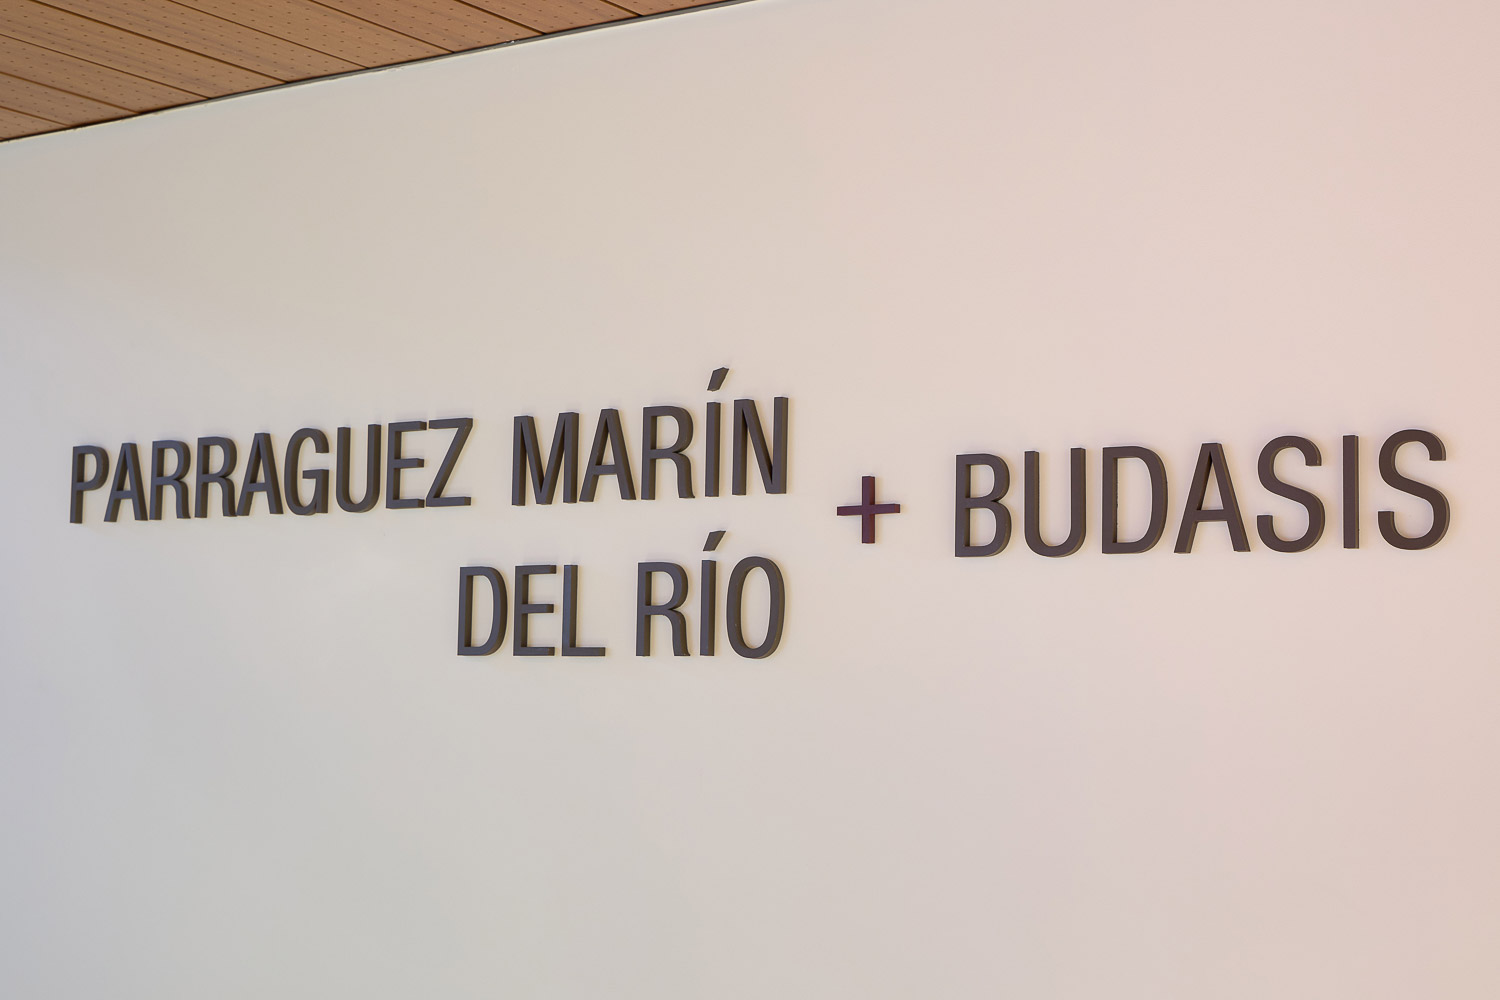 PARRAGUEZ MARÍN
DEL RÍO
+ BUDASIS